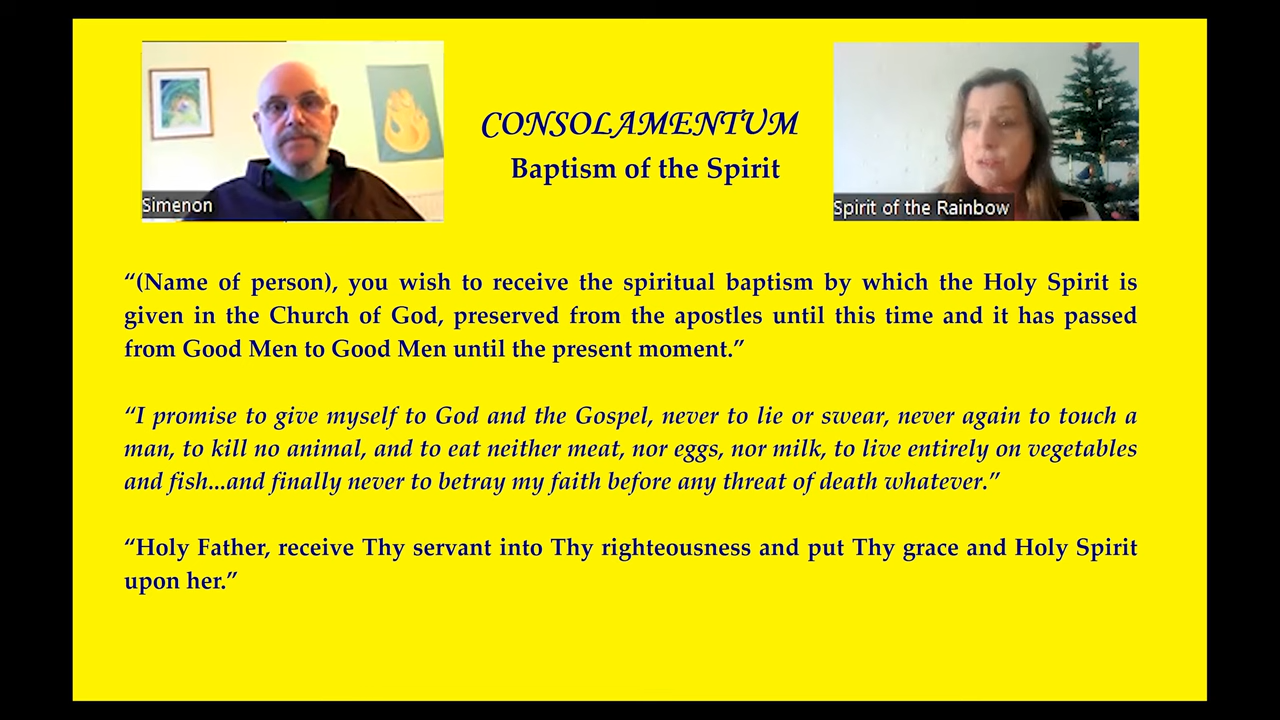 CONSOLAMENTUM
Baptism of the Spirit
Simenon
Spirit of the Rainbow
“(Name of person), you wish to receive the spiritual baptism by which the Holy Spirit is
given in the Church of God, preserved from the apostles until this time and it has passed
from Good Men to Good Men until the present moment.”
“I promise to give myself to God and the Gospel, never to lie or swear, never again to touch a
man, to kill no animal, and to eat neither meat, nor eggs, nor milk, to live entirely on vegetables
and fish...and finally never to betray my faith before any threat of death whatever.”
“Holy Father, receive Thy servant into Thy righteousness and put Thy grace and Holy Spirit
upon her.”